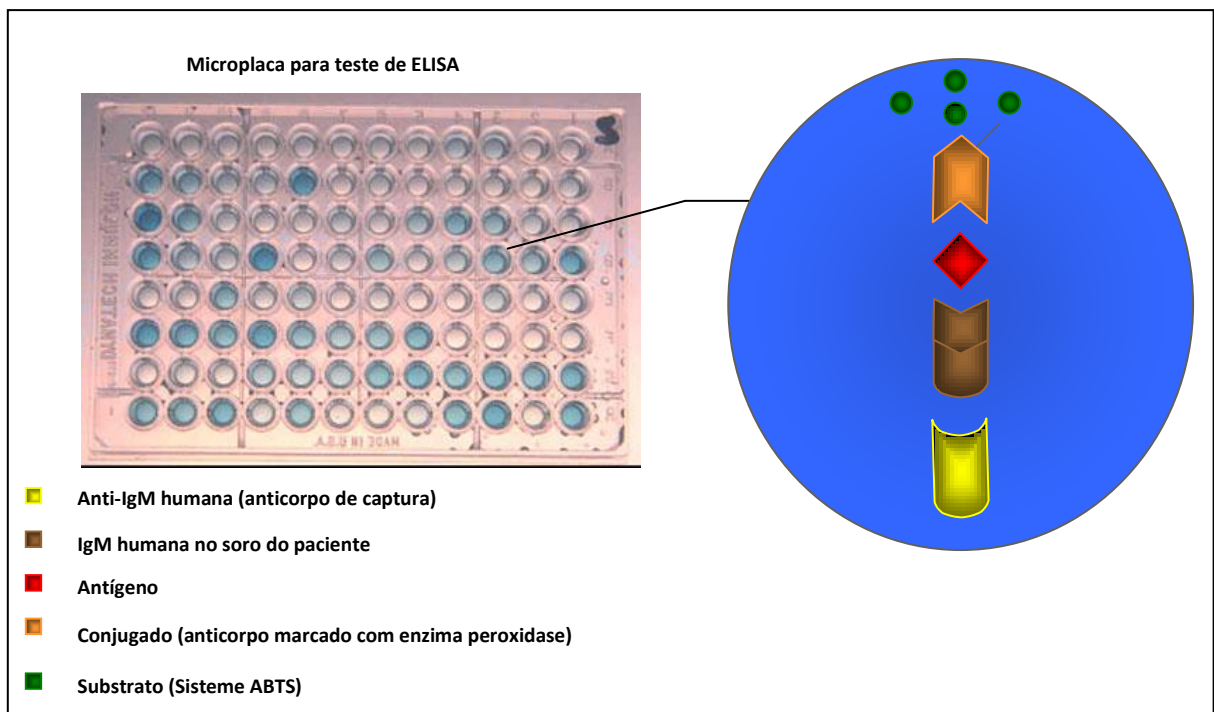 Microplaca para teste de ELISA
S
Anti-IgM humana (anticorpo de captura)
IgM humana no soro do paciente
Antígeno
Conjugado (anticorpo marcado com enzima peroxidase)
Substrato (Sisteme ABTS)